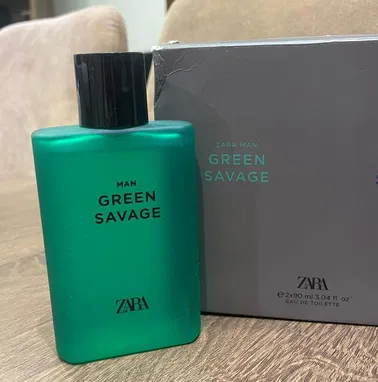 MAN
GREEN
SAVAGE
ZARA
ZARA MAN
GREEN
SAVAGE
ZARA
℮2x90 ml 3.04 fl oz
EAU DE TOILETTE